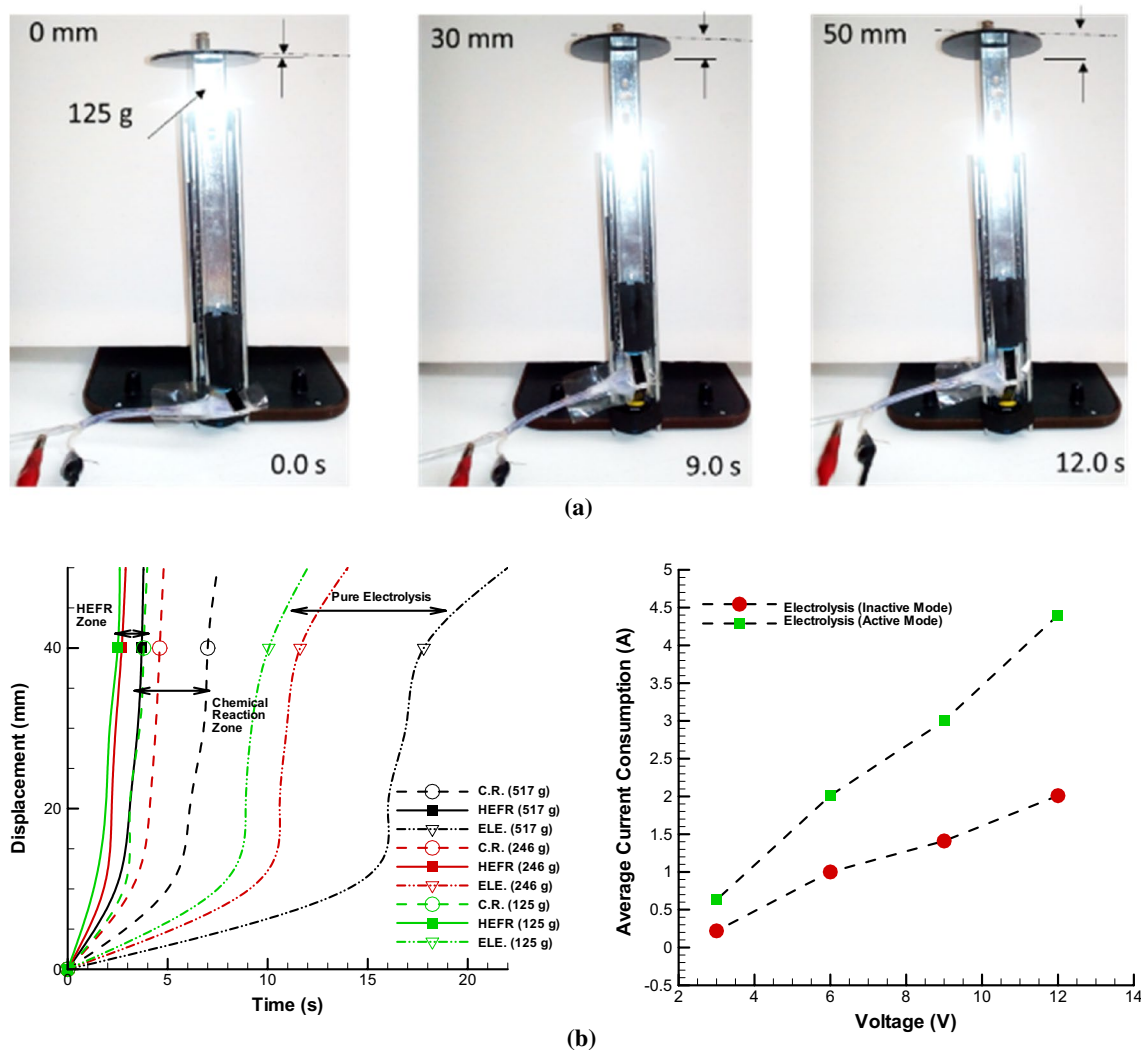 0 mm
125 g
0.0 s
30 mm
9.0 s
50 mm
12.0 s
(a)
Displacement (mm)
40
20
0
0
5
10
15
20
Time (s)
HEFR
Zone
Pure Electrolysis
Chemical
Reaction
Zone
C.R. (517 g)
HEFR (517 g)
ELE. (517 g)
C.R. (246 g)
HEFR (246 g)
ELE. (246 g)
C.R. (125 g)
HEFR (125 g)
ELE. (125 g)
Average Current Consumption (A)
5
4.5
4
3.5
3
2.5
2
1.5
1
0.5
0
-0.5
2
4
6
8
10
12
14
Voltage (V)
Electrolysis (Inactive Mode)
Electrolysis (Active Mode)
(b)